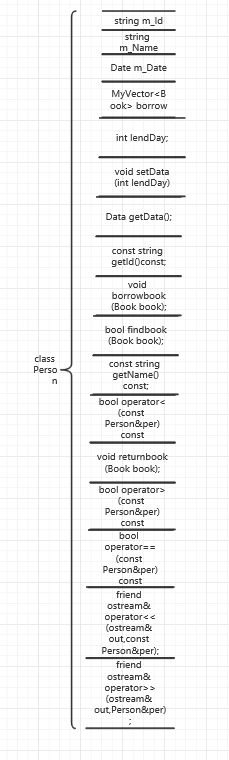 string m_Id
string
m_Name
Date m_Date
MyVector<B
ook> borrow
int lendDay;
void setData
(int lendDay)
Data getData();
const string
getId()const;
void
borrowbook
(Book book);
bool findbook
(Book book);
class
Perso
n
const string
getName()
const;
bool operator<
(const
Person&per)
const
void returnbook
(Book book);
bool operator>
(const
Person&per)
const
bool
operator==
(const
Person&per)
const
friend
ostream&
operator<<
(ostream&
out,const
Person&per);
friend
ostream&
operator>>
(ostream&
out,Person&per)
;